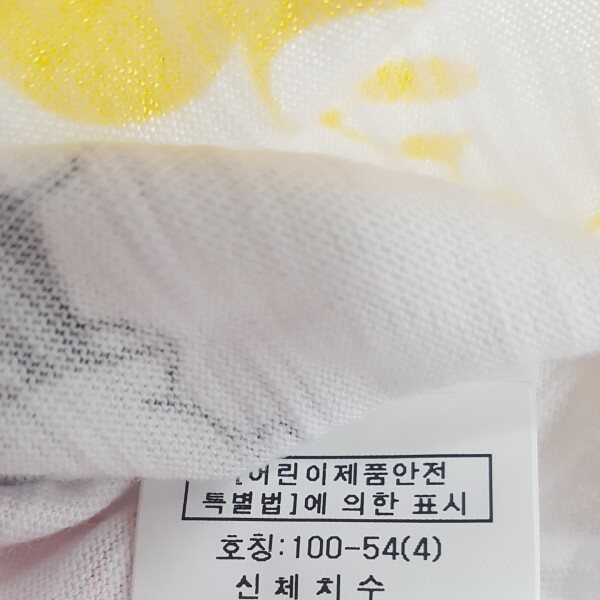 [어린이제품안전
특별법]에 의한 표시
호칭:100-54(4)
신체치수